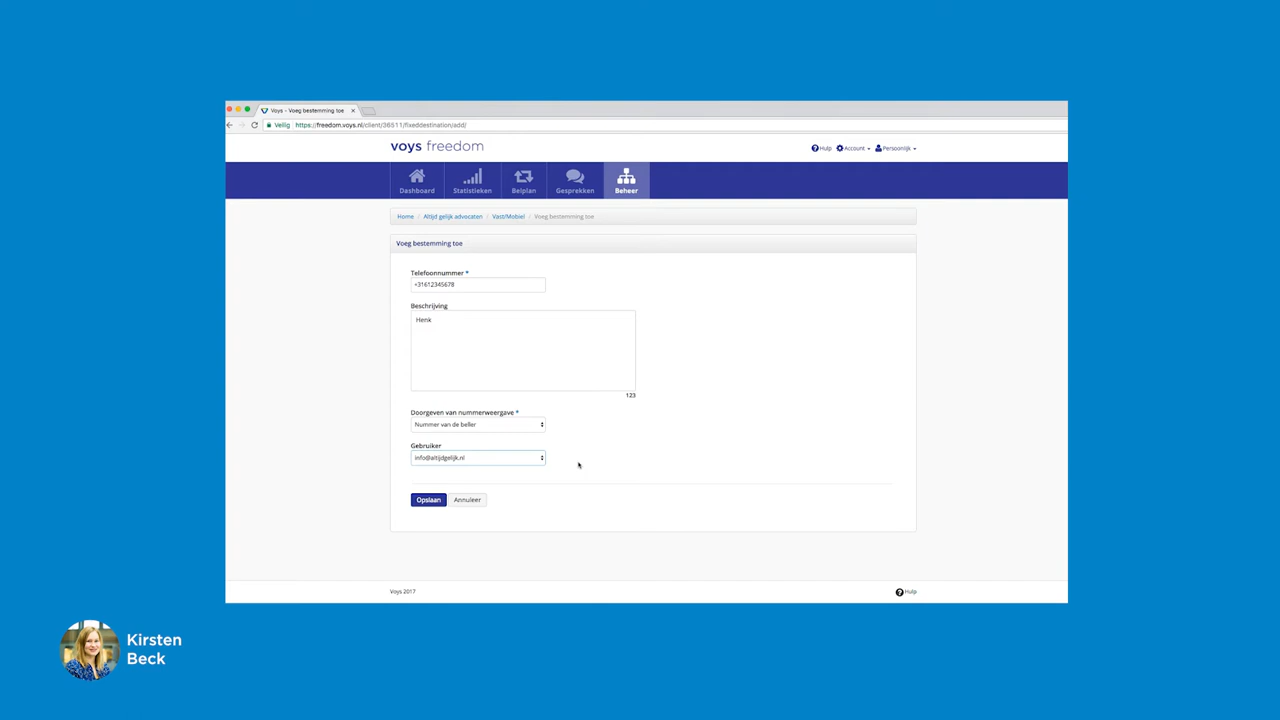 Voys - Voeg bestemming toe
Veilig https://freedom.voys.nl/client/36511/fixeddestination/add/
voys freedom
Hulp Account Persoonlijk
Dashboard Statistieken Belplan Gesprekken Beheer
Home / Altijd gelijk advocaten / Vast/Mobiel / Voeg bestemming toe
Voeg bestemming toe
Telefoonnummer *
+31612345678
Beschrijving
Henk
123
Doorgeven van nummerweergave *
Nummer van de beller
Gebruiker
info@altijdgelijk.nl
Opslaan Annuleer
Voys 2017 Hulp
Kirsten
Beck